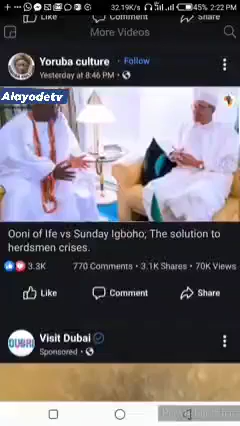 32.19K/s 45% 2:22 PM
Like Comment Share
More Videos
Yoruba culture · Follow
Yesterday at 8:46 PM ·
Alayodetv
Ooni of Ife vs Sunday Igboho; The solution to
herdsmen crises.
3.3K 770 Comments • 3.1K Shares • 70K Views
Like Comment Share
DUBAI
Visit Dubai
Sponsored ·